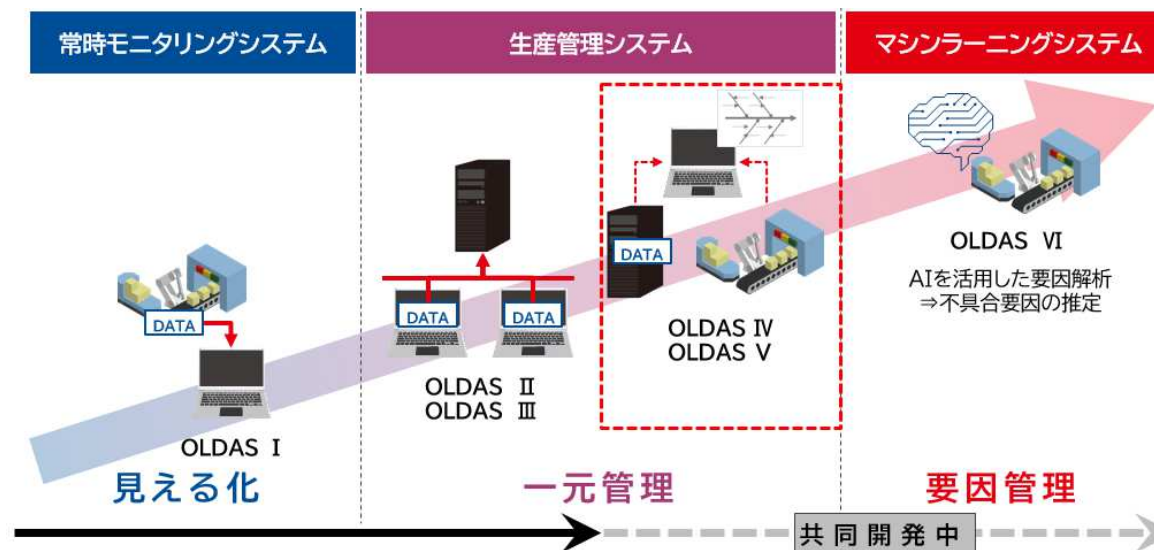 常時モニタリングシステム
生産管理システム
マシンラーニングシステム
DATA
OLDAS Ⅰ
DATA
DATA
OLDAS Ⅱ
OLDAS Ⅲ
DATA
OLDAS Ⅳ
OLDAS Ⅴ
OLDAS Ⅵ
AIを活用した要因解析
⇒不具合要因の推定
見える化
一元管理
要因管理
共同開発中